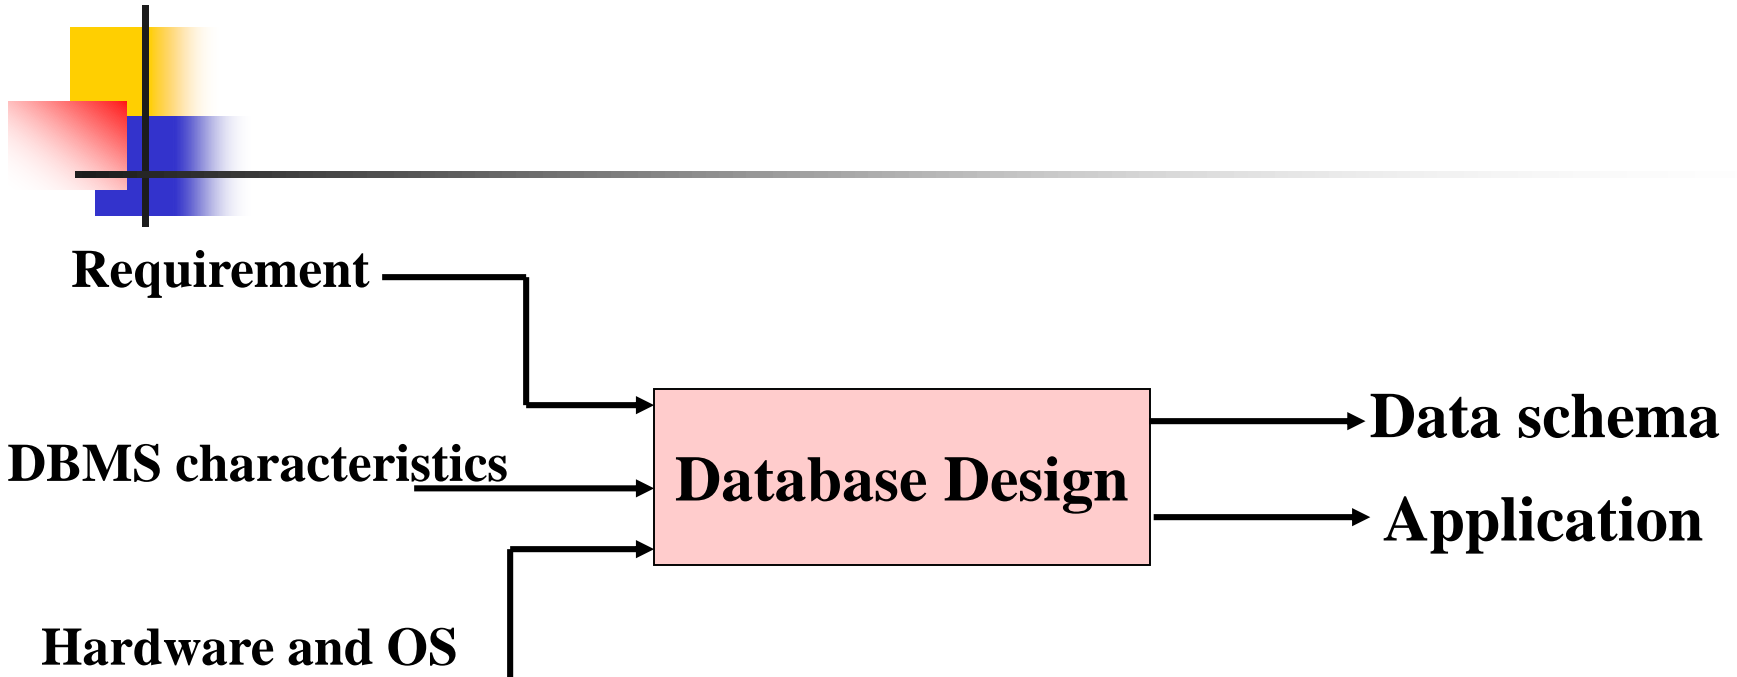 Requirement
DBMS characteristics
Hardware and OS
Database Design
Data schema
Application